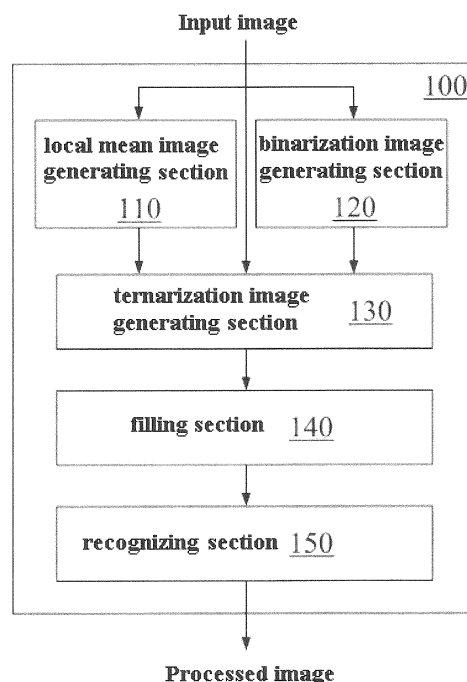 Input image
100
local mean image
generating section
110
binarization image
generating section
120
ternarization image
generating section
130
filling section 140
recognizing section 150
Processed image